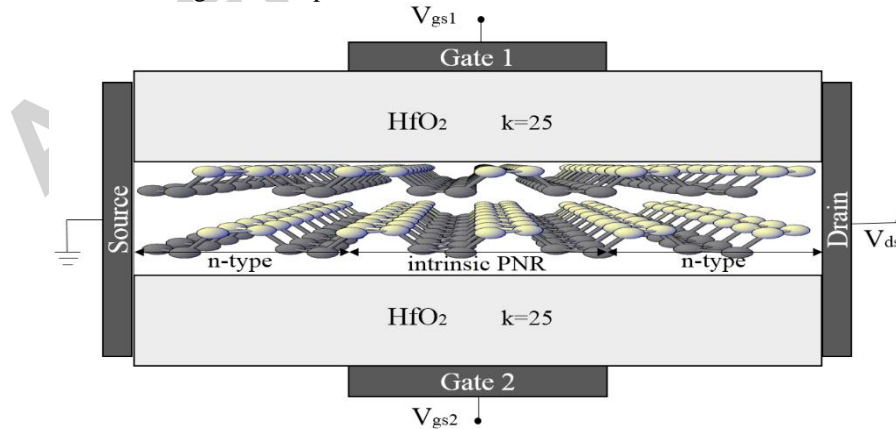 Vgs1
Gate 1
HfO2 k=25
Source
Drain
Vds
n-type
intrinsic PNR
n-type
HfO2 k=25
Gate 2
Vgs2